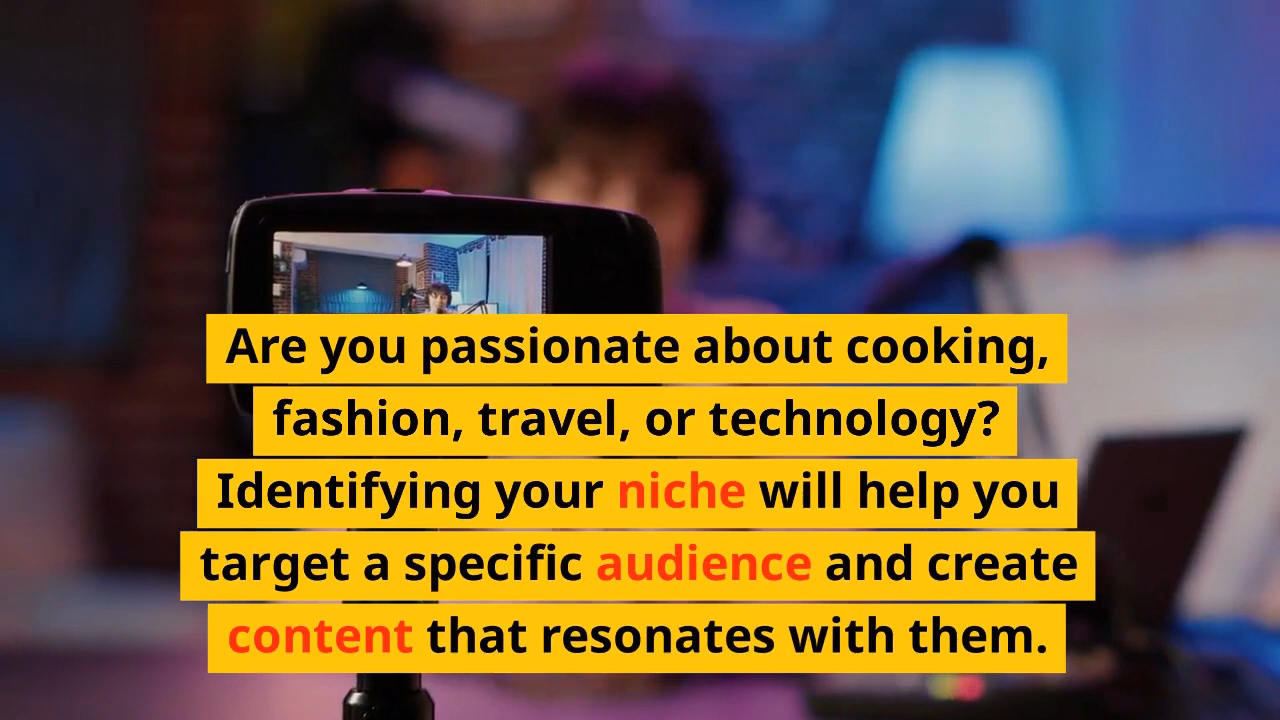 Are you passionate about cooking,
fashion, travel, or technology?
Identifying your niche will help you
target a specific audience and create
content that resonates with them.